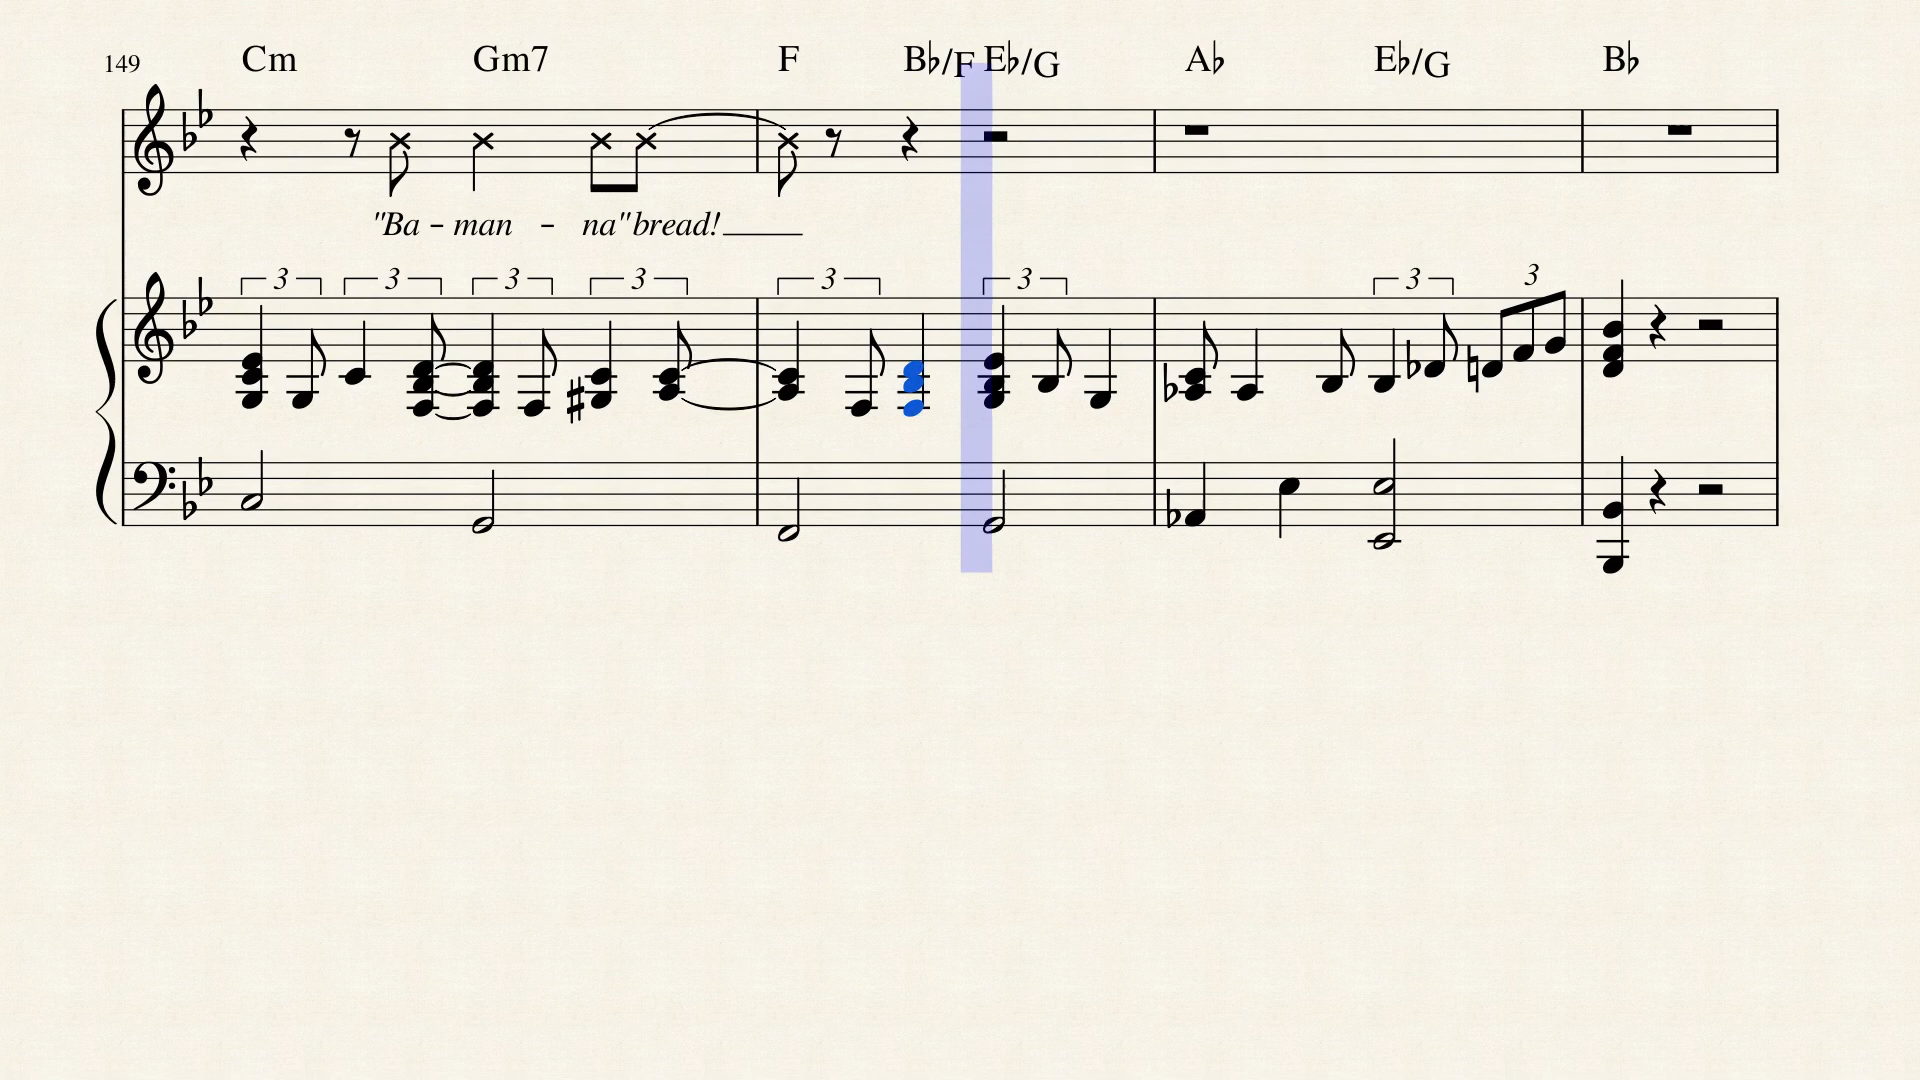 149 Cm Gm7 F B♭/F E♭/G A♭ E♭/G B♭
"Ba - man - na" bread!
3 3 3 3 3 3 3 3